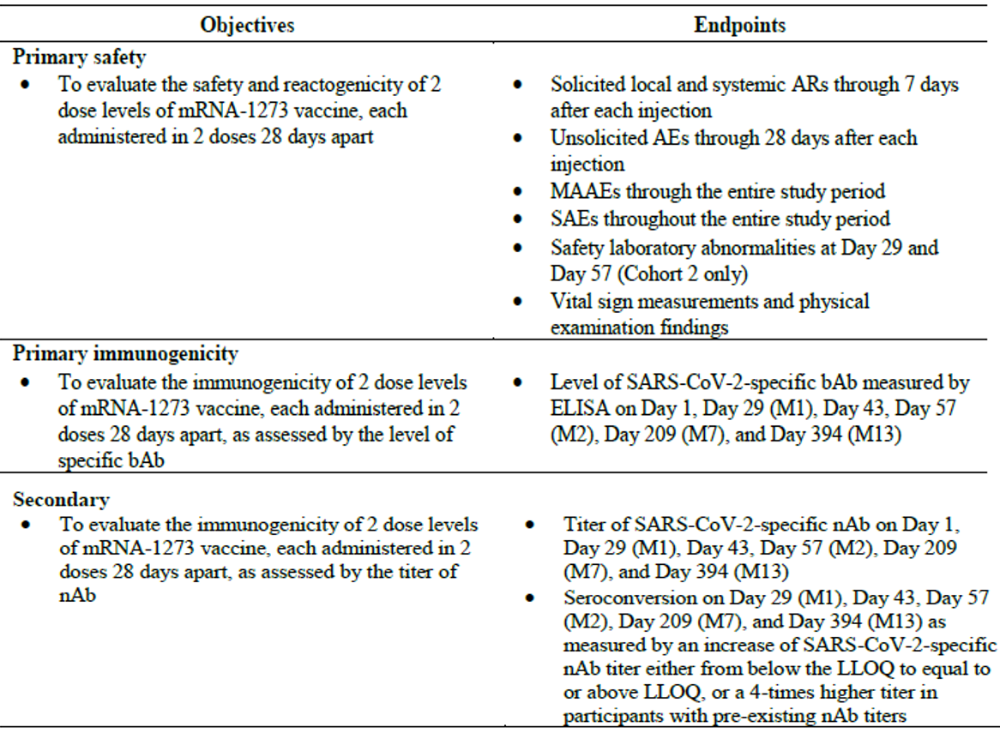 Objectives
Endpoints
Primary safety
• To evaluate the safety and reactogenicity of 2
dose levels of mRNA-1273 vaccine, each
administered in 2 doses 28 days apart
• Solicited local and systemic ARs through 7 days
after each injection
• Unsolicited AEs through 28 days after each
injection
• MAAEs through the entire study period
• SAEs throughout the entire study period
• Safety laboratory abnormalities at Day 29 and
Day 57 (Cohort 2 only)
• Vital sign measurements and physical
examination findings
Primary immunogenicity
• To evaluate the immunogenicity of 2 dose levels
of mRNA-1273 vaccine, each administered in 2
doses 28 days apart, as assessed by the level of
specific bAb
• Level of SARS-CoV-2-specific bAb measured by
ELISA on Day 1, Day 29 (M1), Day 43, Day 57
(M2), Day 209 (M7), and Day 394 (M13)
Secondary
• To evaluate the immunogenicity of 2 dose levels
of mRNA-1273 vaccine, each administered in 2
doses 28 days apart, as assessed by the titer of
nAb
• Titer of SARS-CoV-2-specific nAb on Day 1,
Day 29 (M1), Day 43, Day 57 (M2), Day 209
(M7), and Day 394 (M13)
• Seroconversion on Day 29 (M1), Day 43, Day 57
(M2), Day 209 (M7), and Day 394 (M13) as
measured by an increase of SARS-CoV-2-specific
nAb titer either from below the LLOQ to equal to
or above LLOQ, or a 4-times higher titer in
participants with pre-existing nAb titers